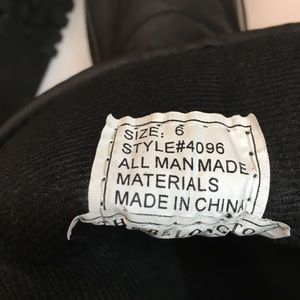 SIZE: 6
STYLE#4096
ALL MAN MADE
MATERIALS
MADE IN CHINA